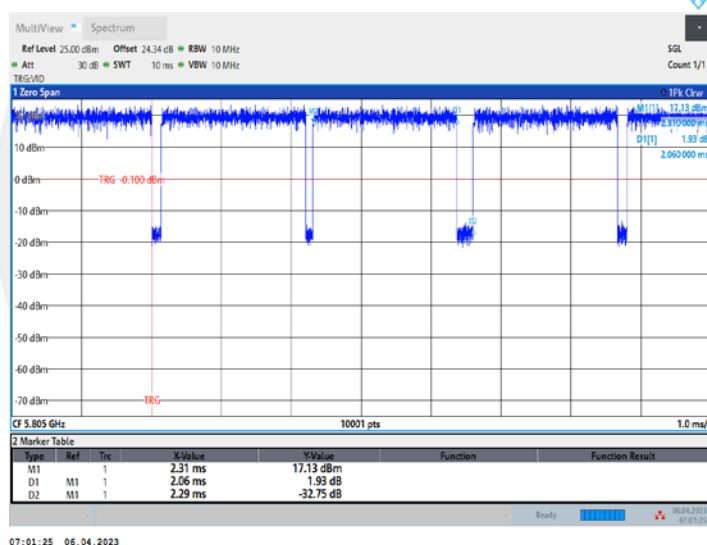 MultiView Spectrum
Ref Level 25.00 dBm Offset 24.34 dB RBW 10 MHz SGL
Att 30 dB SWT 10 ms VBW 10 MHz Count 1/1
TRG:VID
1 Zero Span 1Pk Clrw
M1[1] 17.13 dBm
2.310000 ms
10 dBm D1[1] 1.93 dB
2.060000 ms
0 dBm TRG -0.100 dBm
-10 dBm
-20 dBm
-30 dBm
-40 dBm
-50 dBm
-60 dBm
-70 dBm TRG
CF 5.805 GHz 10001 pts 1.0 ms/
2 Marker Table
Type Ref Trc X-Value Y-Value Function Function Result
M1 1 2.31 ms 17.13 dBm
D1 M1 1 2.06 ms 1.93 dB
D2 M1 1 2.29 ms -32.75 dB
Ready 06.04.2023
07:01:25
07:01:25 06.04.2023